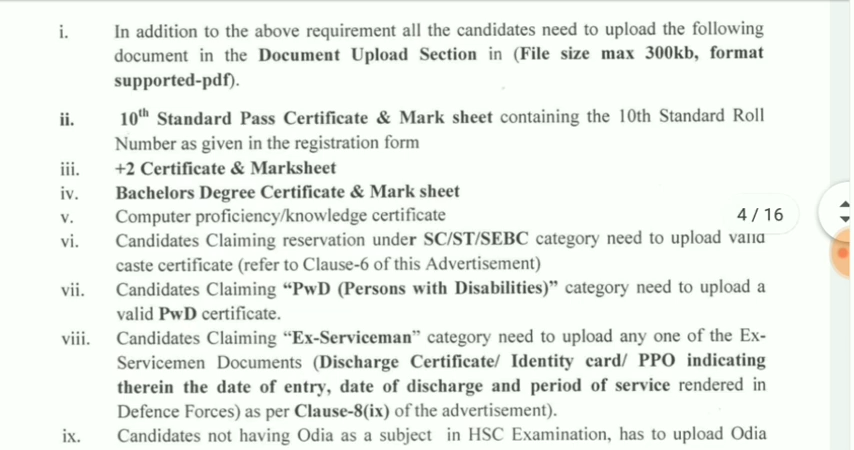 i. In addition to the above requirement all the candidates need to upload the following
document in the Document Upload Section in (File size max 300kb, format
supported-pdf).
ii. 10th Standard Pass Certificate & Mark sheet containing the 10th Standard Roll
Number as given in the registration form
iii. +2 Certificate & Marksheet
iv. Bachelors Degree Certificate & Mark sheet
v. Computer proficiency/knowledge certificate
4 / 16
vi. Candidates Claiming reservation under SC/ST/SEBC category need to upload valid
caste certificate (refer to Clause-6 of this Advertisement)
vii. Candidates Claiming “PwD (Persons with Disabilities)” category need to upload a
valid PwD certificate.
viii. Candidates Claiming “Ex-Serviceman” category need to upload any one of the Ex-
Servicemen Documents (Discharge Certificate/ Identity card/ PPO indicating
therein the date of entry, date of discharge and period of service rendered in
Defence Forces) as per Clause-8(ix) of the advertisement).
ix. Candidates not having Odia as a subject in HSC Examination, has to upload Odia